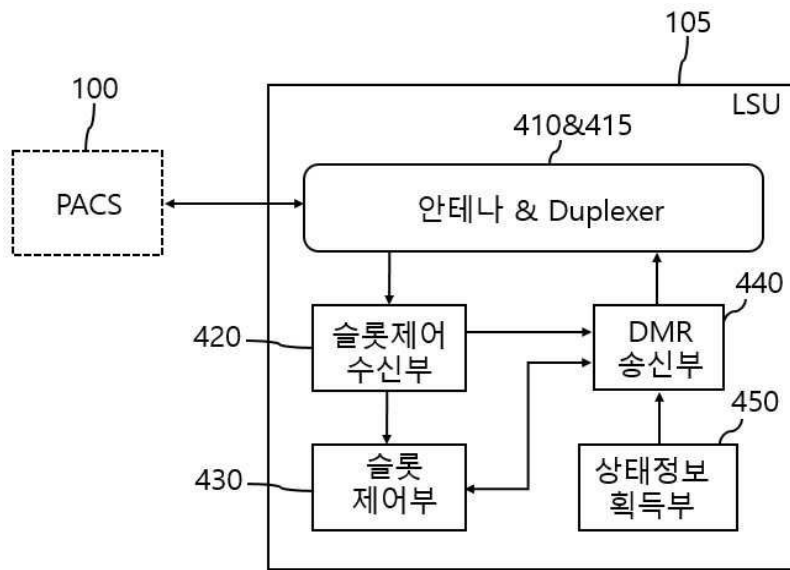 105
LSU
100
410&415
PACS
안테나 & Duplexer
440
420
슬롯제어
수신부
DMR
송신부
450
430
슬롯
제어부
상태정보
획득부